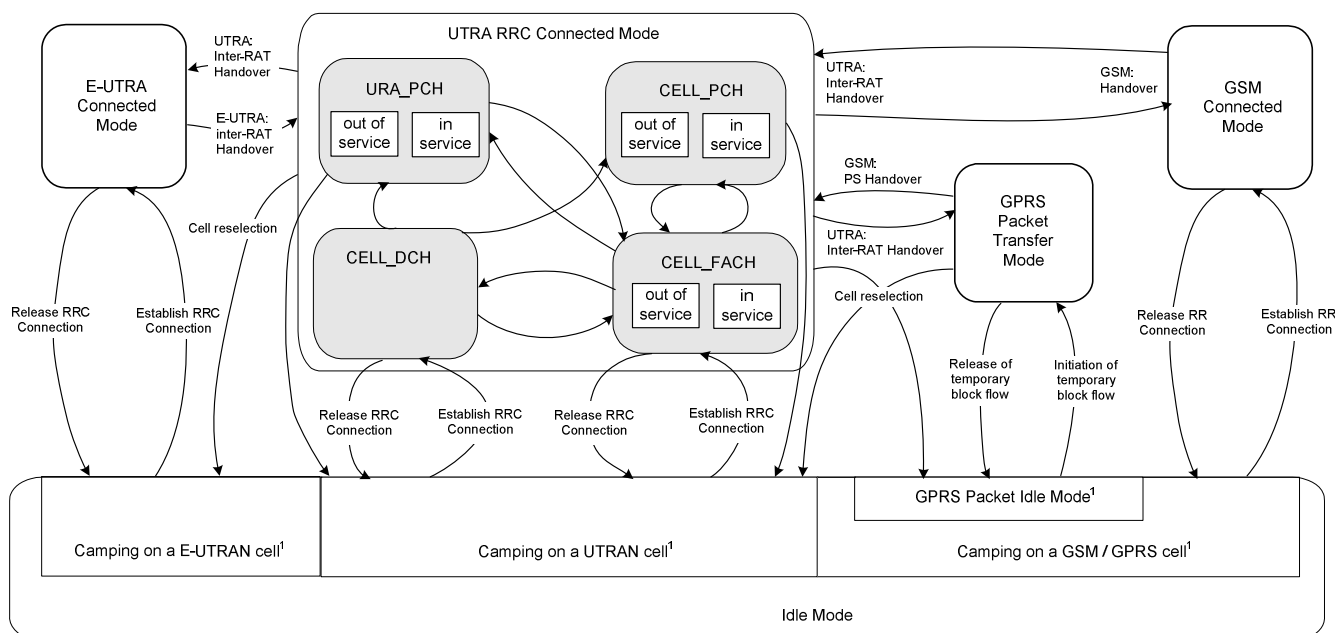 UTRA RRC Connected Mode
E-UTRA
Connected
Mode
UTRA:
Inter-RAT
Handover
E-UTRA:
inter-RAT
Handover
URA_PCH
out of
service
in
service
CELL_PCH
out of
service
in
service
CELL_DCH
CELL_FACH
out of
service
in
service
UTRA:
Inter-RAT
Handover
GSM:
Handover
GSM
Connected
Mode
GSM:
PS Handover
UTRA:
Inter-RAT Handover
GPRS
Packet
Transfer
Mode
Cell reselection
Cell reselection
Release RRC
Connection
Establish RRC
Connection
Release RRC
Connection
Establish RRC
Connection
Release RRC
Connection
Establish RRC
Connection
Release of
temporary
block flow
Initiation of
temporary
block flow
Release RR
Connection
Establish RR
Connection
GPRS Packet Idle Mode¹
Camping on a E-UTRAN cell¹
Camping on a UTRAN cell¹
Camping on a GSM / GPRS cell¹
Idle Mode